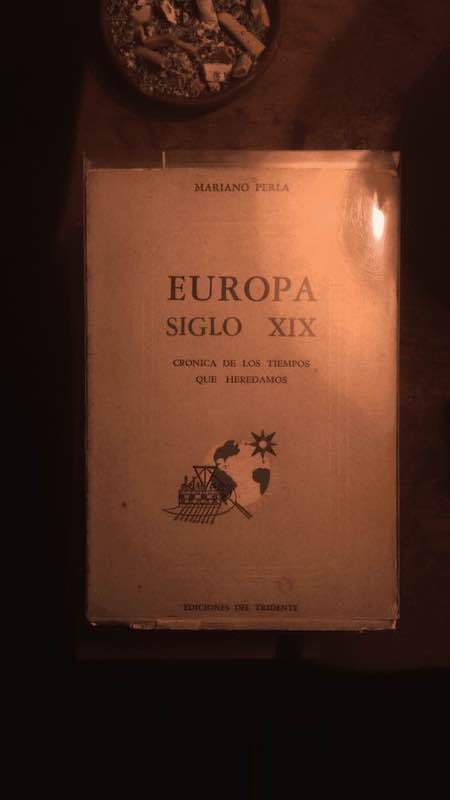 MARIANO PERLA
EUROPA
SIGLO XIX
CRONICA DE LOS TIEMPOS
QUE HEREDAMOS
EDICIONES DEL TRIDENTE